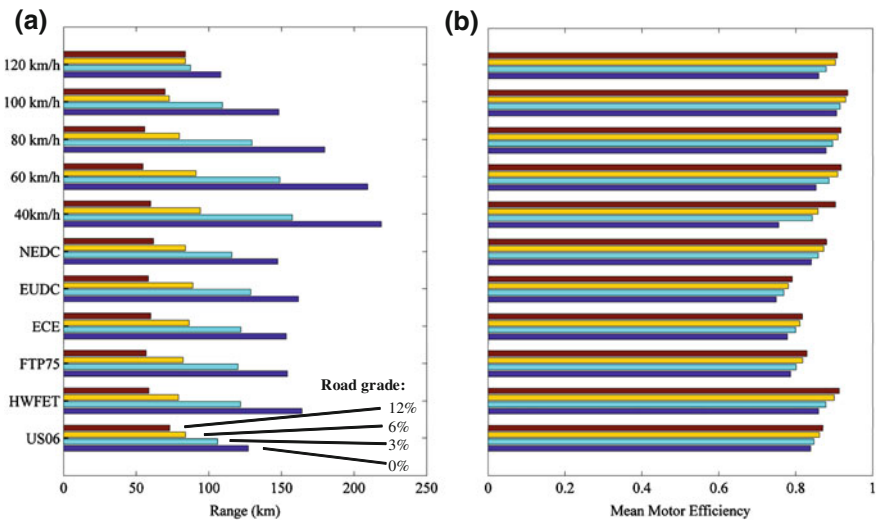 (a)
120 km/h
100 km/h
80 km/h
60 km/h
40km/h
NEDC
EUDC
ECE
FTP75
HWFET
US06
Road grade:
12%
6%
3%
0%
0 50 100 150 200 250
Range (km)
(b)
0 0.2 0.4 0.6 0.8 1
Mean Motor Efficiency